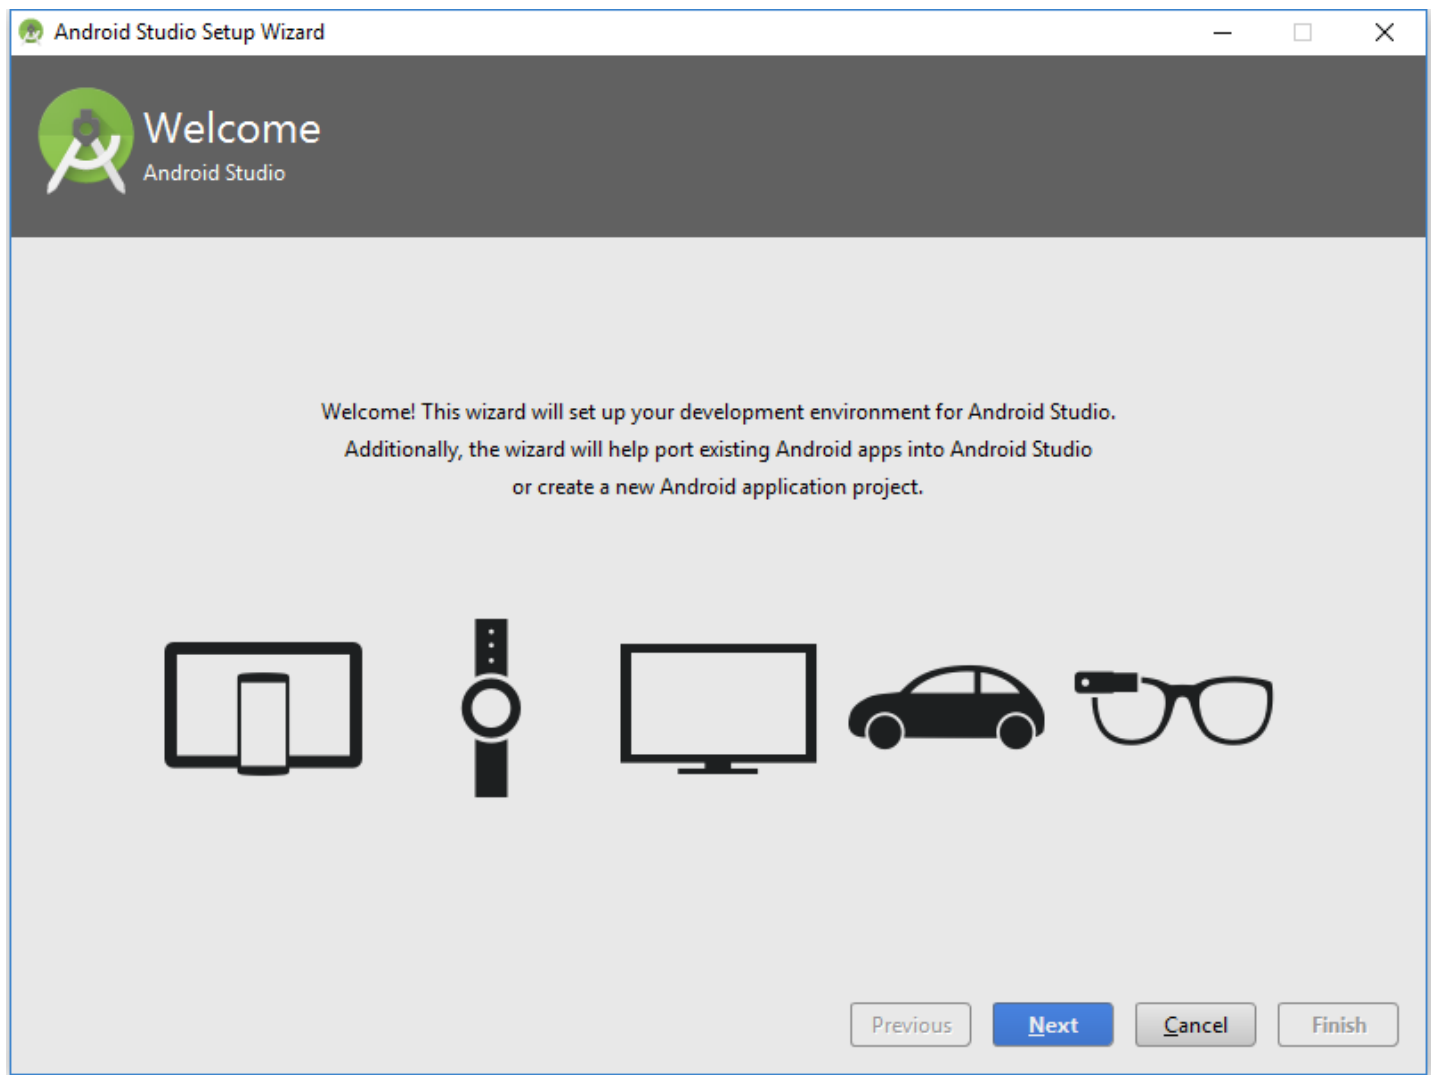 Android Studio Setup Wizard
Welcome
Android Studio
Welcome! This wizard will set up your development environment for Android Studio.
Additionally, the wizard will help port existing Android apps into Android Studio
or create a new Android application project.
Previous Next Cancel Finish